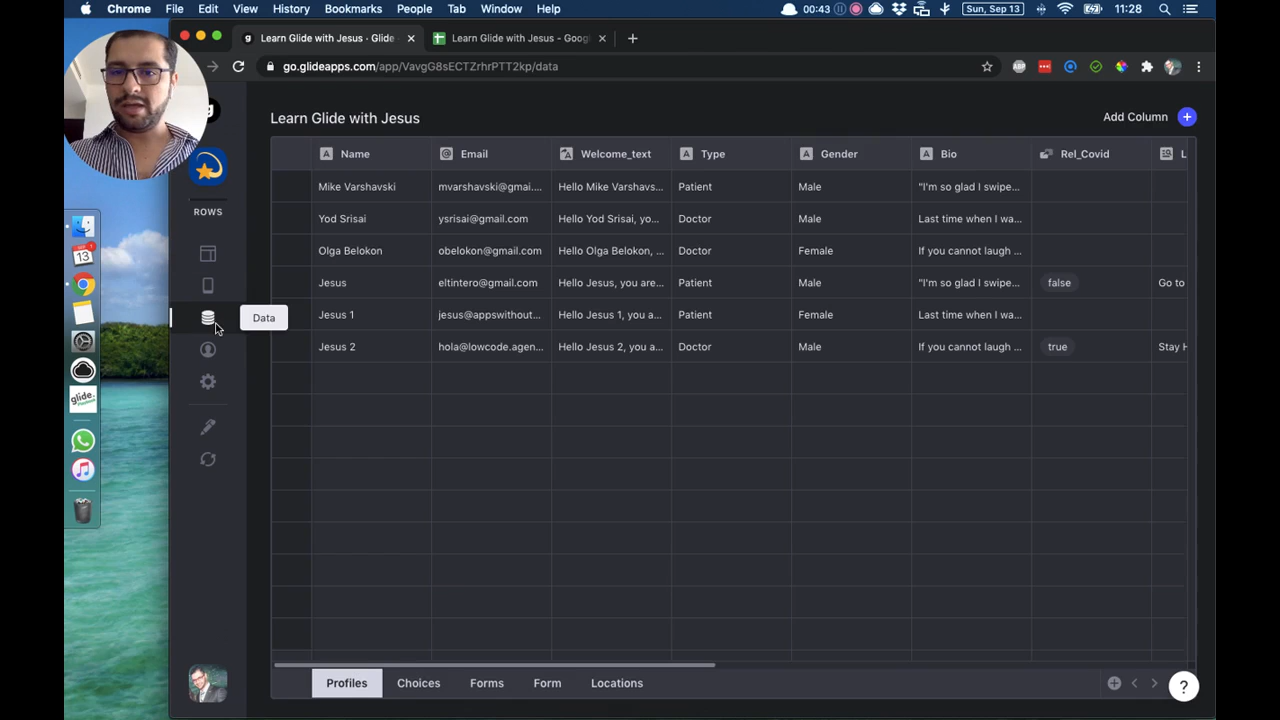 Chrome File Edit View History Bookmarks People Tab Window Help 00:43 Sun, Sep 13 11:28
Learn Glide with Jesus · Glide Learn Glide with Jesus - Goog
go.glideapps.com/app/VavgG8sECTZrhrPTT2kp/data
Learn Glide with Jesus Add Column
ROWS
Name Email Welcome_text Type Gender Bio Rel_Covid L
Mike Varshavski mvarshavski@gmai... Hello Mike Varshavs... Patient Male "I'm so glad I swipe...
Yod Srisai ysrisai@gmail.com Hello Yod Srisai, yo... Doctor Male Last time when I wa...
Olga Belokon obelokon@gmail.com Hello Olga Belokon, ... Doctor Female If you cannot laugh ...
Jesus eltintero@gmail.com Hello Jesus, you are... Patient Male "I'm so glad I swipe... false Go to
Jesus 1 jesus@appswithout... Hello Jesus 1, you a... Patient Female Last time when I wa...
Jesus 2 hola@lowcode.agen... Hello Jesus 2, you a... Doctor Male If you cannot laugh ... true Stay H
Data
SEP
13
1
glide.
Profiles Choices Forms Form Locations
?